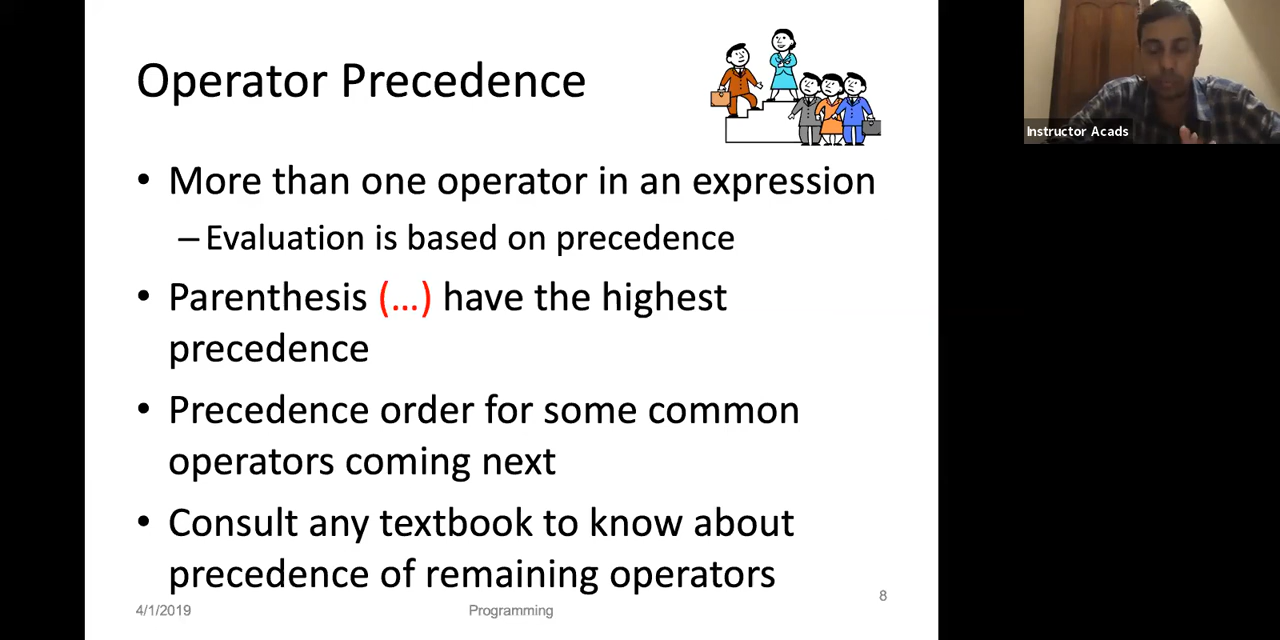 Operator Precedence
• More than one operator in an expression
– Evaluation is based on precedence
• Parenthesis (…) have the highest
precedence
• Precedence order for some common
operators coming next
• Consult any textbook to know about
precedence of remaining operators
4/1/2019
Programming
8
Instructor Acads